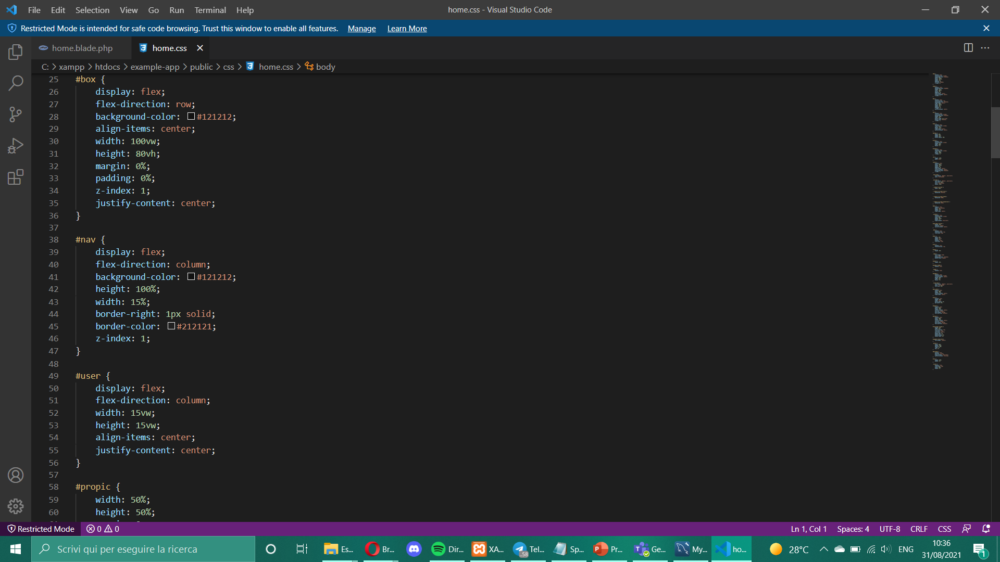 File Edit Selection View Go Run Terminal Help home.css - Visual Studio Code
Restricted Mode is intended for safe code browsing. Trust this window to enable all features. Manage Learn More
home.blade.php home.css
C: > xampp > htdocs > example-app > public > css > home.css > body
25 #box {
26 display: flex;
27 flex-direction: row;
28 background-color: #121212;
29 align-items: center;
30 width: 100vw;
31 height: 80vh;
32 margin: 0%;
33 padding: 0%;
34 z-index: 1;
35 justify-content: center;
36 }
37
38 #nav {
39 display: flex;
40 flex-direction: column;
41 background-color: #121212;
42 height: 100%;
43 width: 15%;
44 border-right: 1px solid;
45 border-color: #212121;
46 z-index: 1;
47 }
48
49 #user {
50 display: flex;
51 flex-direction: column;
52 width: 15vw;
53 height: 15vw;
54 align-items: center;
55 justify-content: center;
56 }
57
58 #propic {
59 width: 50%;
60 height: 50%;
Restricted Mode 0 0 Ln 1, Col 1 Spaces: 4 UTF-8 CRLF CSS
Scrivi qui per eseguire la ricerca Es... Br... Dir... XA... Tel... Sp... Pr... Ge... My... ho... 28°C ENG 10:36
31/08/2021 1